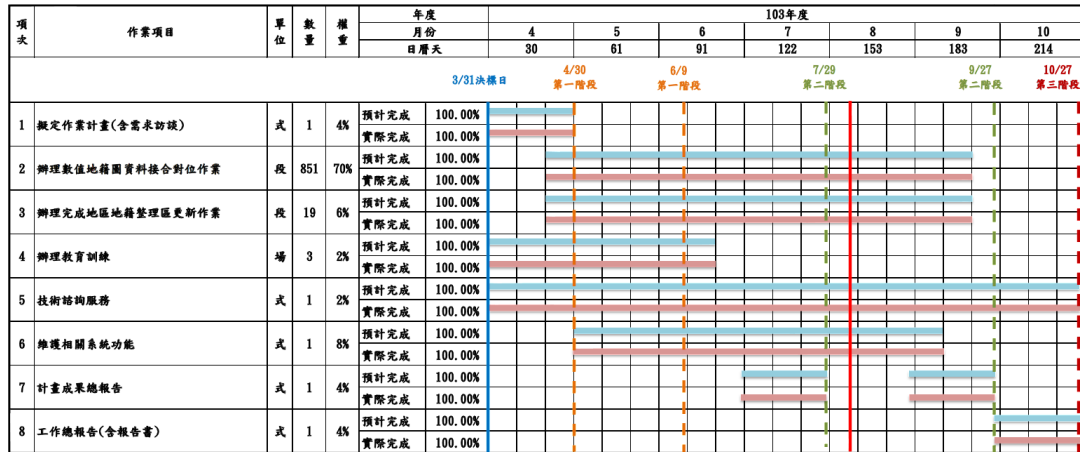 項次 作業項目 單位 數量 權重 年度 103年度
月份 4 5 6 7 8 9 10
日曆天 30 61 91 122 153 183 214
3/31決標日 4/30 第一階段 6/9 第一階段 7/29 第二階段 9/27 第二階段 10/27 第三階段
1 擬定作業計畫(含需求訪談) 式 1 4% 預計完成 100.00%
實際完成 100.00%
2 辦理數值地籍圖資料接合對位作業 段 851 70% 預計完成 100.00%
實際完成 100.00%
3 辦理完成地區地籍整理區更新作業 段 19 6% 預計完成 100.00%
實際完成 100.00%
4 辦理教育訓練 場 3 2% 預計完成 100.00%
實際完成 100.00%
5 技術諮詢服務 式 1 2% 預計完成 100.00%
實際完成 100.00%
6 維護相關系統功能 式 1 8% 預計完成 100.00%
實際完成 100.00%
7 計畫成果總報告 式 1 4% 預計完成 100.00%
實際完成 100.00%
8 工作總報告(含報告書) 式 1 4% 預計完成 100.00%
實際完成 100.00%